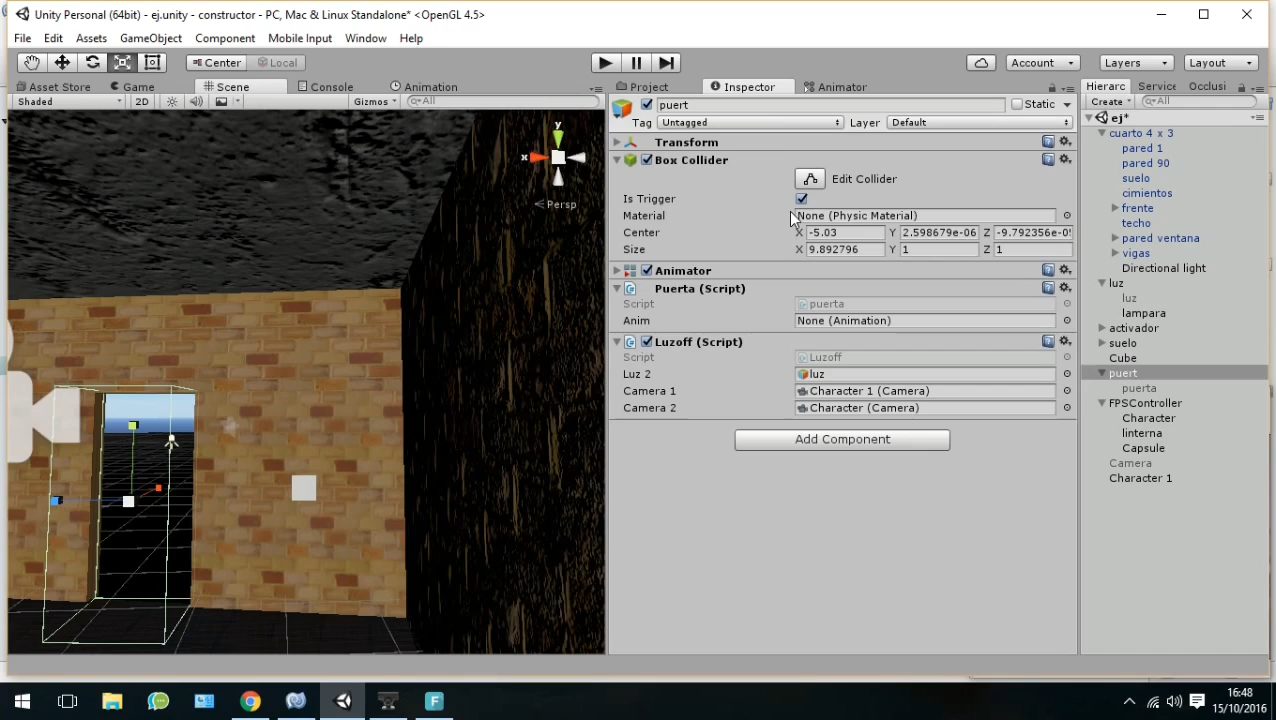 Unity Personal (64bit) - ej.unity - constructor - PC, Mac & Linux Standalone* <OpenGL 4.5>
File Edit Assets GameObject Component Mobile Input Window Help
Center Local Account Layers Layout
Asset Store Game Scene Console Animation Project Inspector Animator Hierarc Service Occlusi
Shaded 2D Gizmos All puert Static Create All
Tag Untagged Layer Default ej*
Transform cuarto 4 x 3
Box Collider pared 1
Edit Collider pared 90
Is Trigger suelo
Material None (Physic Material) cimientos
Center X -5.03 Y 2.598679e-06 Z -9.792356e-0 frente
Size X 9.892796 Y 1 Z 1 techo
pared ventana
Animator vigas
Puerta (Script) Directional light
Script puerta luz
Anim None (Animation) luz
Luzoff (Script) lampara
Script Luzoff activador
Luz 2 luz suelo
Camera 1 Character 1 (Camera) Cube
Camera 2 Character (Camera) puert
Add Component puerta
FPSController
Character
linterna
Capsule
Camera
Character 1
y
x
Persp
16:48
15/10/2016